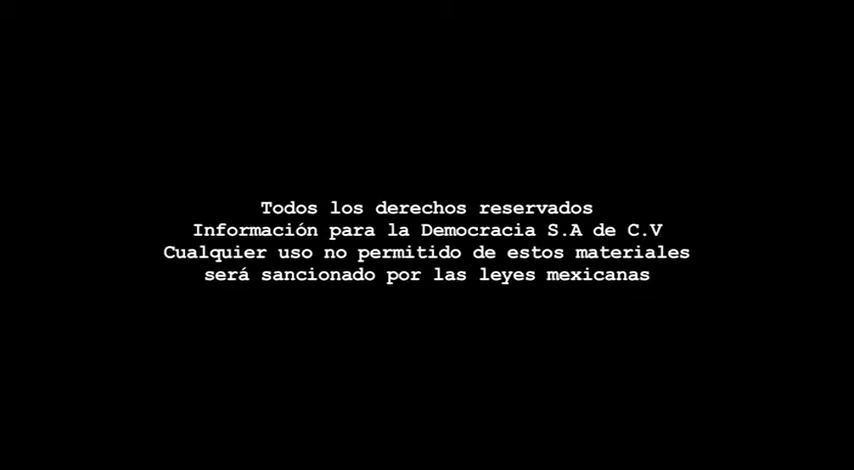 Todos los derechos reservados
Información para la Democracia S.A de C.V
Cualquier uso no permitido de estos materiales
será sancionado por las leyes mexicanas